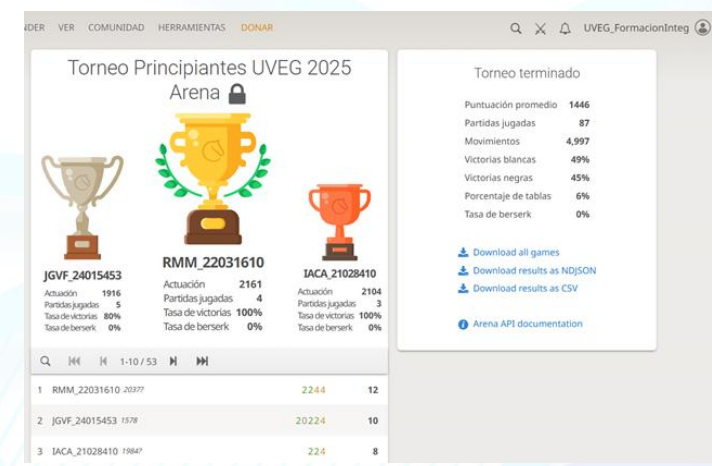 DER VER COMUNIDAD HERRAMIENTAS DONAR UVEG_FormacionInteg
Torneo Principiantes UVEG 2025
Arena
JGVF_24015453
Actuación 1916
Partidas jugadas 5
Tasa de victorias 80%
Tasa de berserk 0%
RMM_22031610
Actuación 2161
Partidas jugadas 4
Tasa de victorias 100%
Tasa de berserk 0%
IACA_21028410
Actuación 2104
Partidas jugadas 3
Tasa de victorias 100%
Tasa de berserk 0%
1-10 / 53
1 RMM_22031610 2037? 2244 12
2 JGVF_24015453 1578 20224 10
3 IACA_21028410 1984? 224 8
Torneo terminado
Puntuación promedio 1446
Partidas jugadas 87
Movimientos 4,997
Victorias blancas 49%
Victorias negras 45%
Porcentaje de tablas 6%
Tasa de berserk 0%
Download all games
Download results as NDJSON
Download results as CSV
Arena API documentation